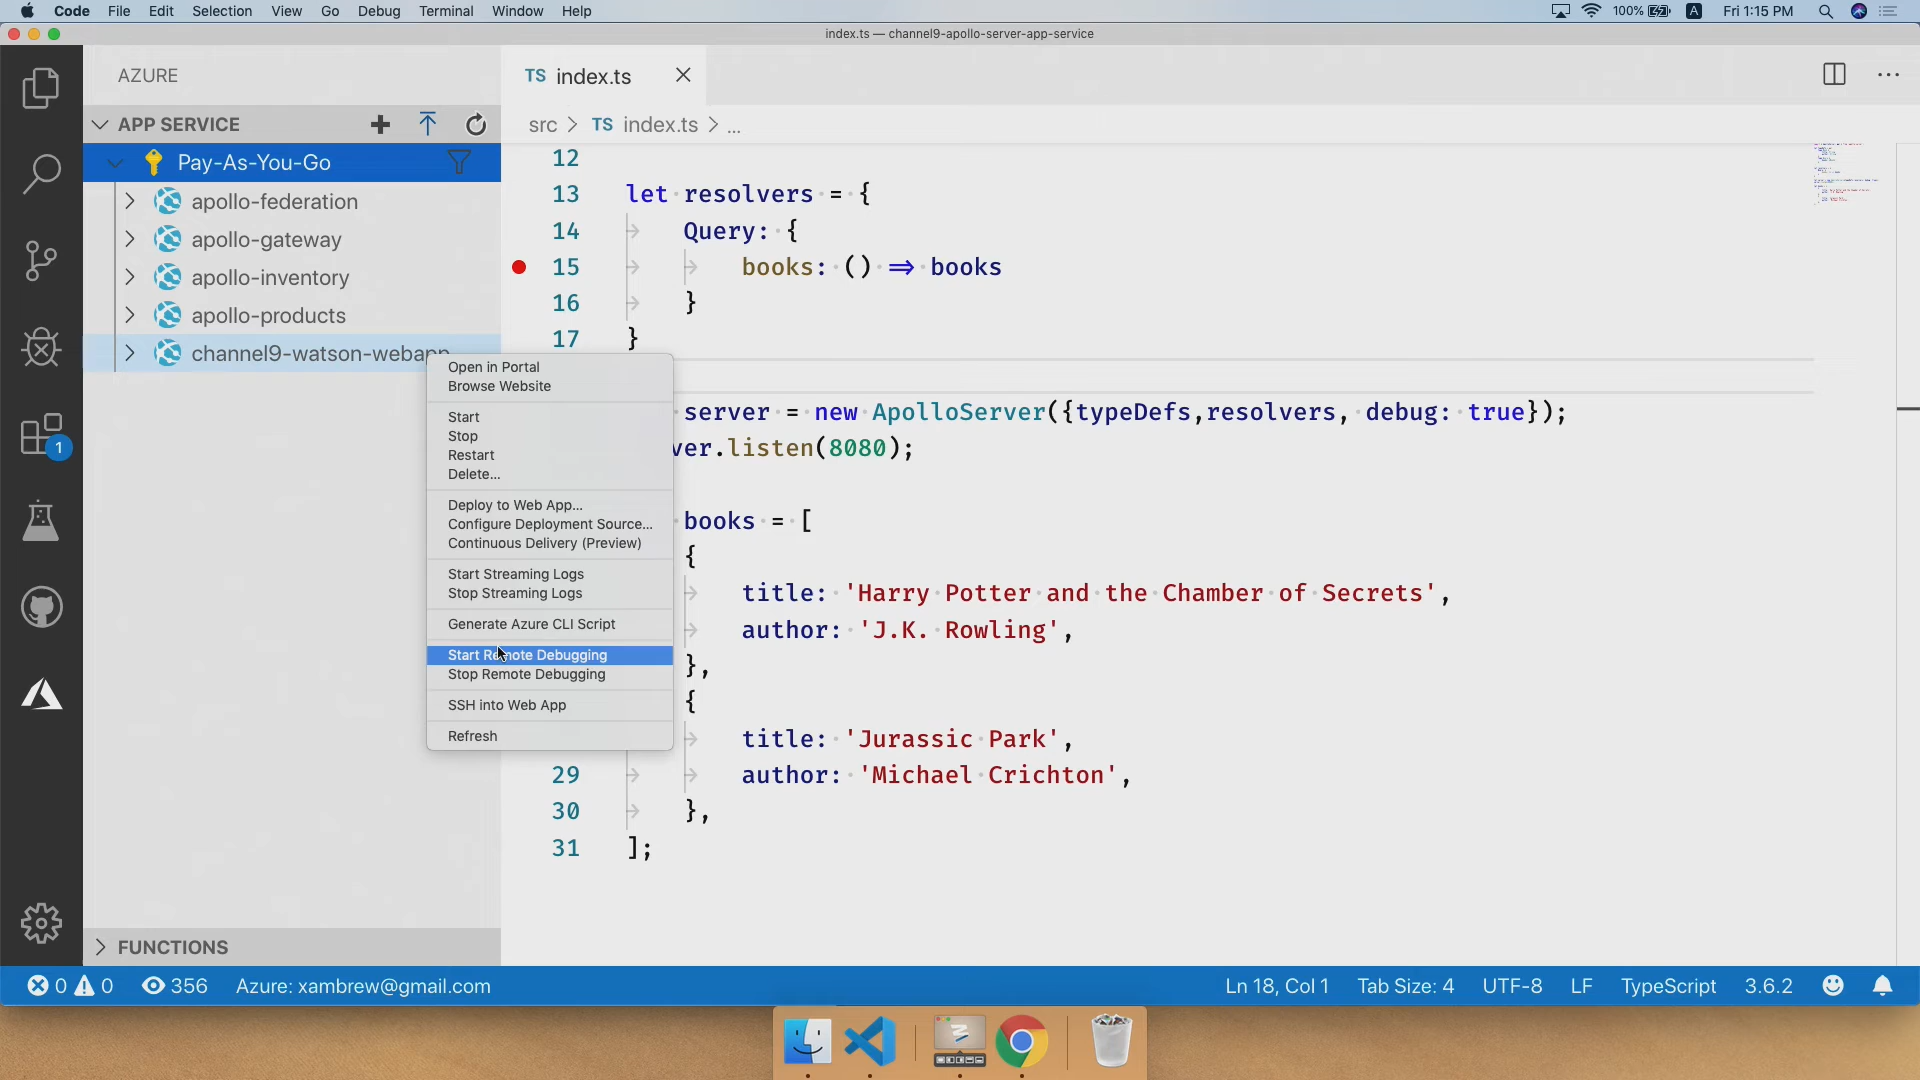 Code File Edit Selection View Go Debug Terminal Window Help
100% A Fri 1:15 PM
index.ts — channel9-apollo-server-app-service
AZURE
APP SERVICE
Pay-As-You-Go
apollo-federation
apollo-gateway
apollo-inventory
apollo-products
channel9-watson-webapp
FUNCTIONS
1
TS index.ts
src > TS index.ts > ...
12
13 let resolvers = {
14 Query: {
15 books: () => books
16 }
17 }
server = new ApolloServer({typeDefs,resolvers, debug: true});
ver.listen(8080);
books = [
{
title: 'Harry Potter and the Chamber of Secrets',
author: 'J.K. Rowling',
},
{
title: 'Jurassic Park',
29 author: 'Michael Crichton',
30 },
31 ];
Open in Portal
Browse Website
Start
Stop
Restart
Delete...
Deploy to Web App...
Configure Deployment Source...
Continuous Delivery (Preview)
Start Streaming Logs
Stop Streaming Logs
Generate Azure CLI Script
Start Remote Debugging
Stop Remote Debugging
SSH into Web App
Refresh
0 0 356 Azure: xambrew@gmail.com
Ln 18, Col 1 Tab Size: 4 UTF-8 LF TypeScript 3.6.2